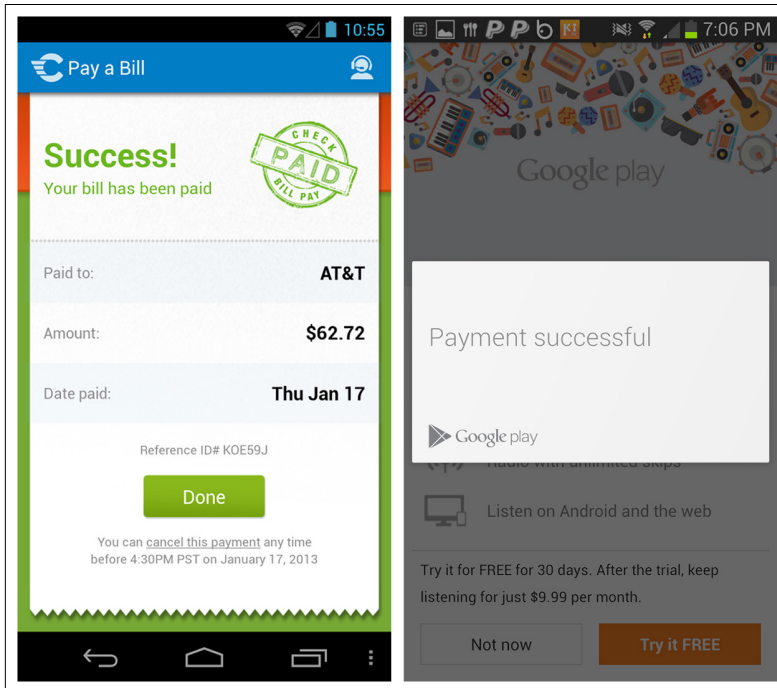 10:55
Pay a Bill
Success!
Your bill has been paid
CHECK
PAID
BILL PAY
Paid to: AT&T
Amount: $62.72
Date paid: Thu Jan 17
Reference ID# KOE59J
Done
You can cancel this payment any time
before 4:30PM PST on January 17, 2013
KI 7:06 PM
Google play
Payment successful
Google play
Radio with unlimited skips
Listen on Android and the web
Try it for FREE for 30 days. After the trial, keep
listening for just $9.99 per month.
Not now
Try it FREE